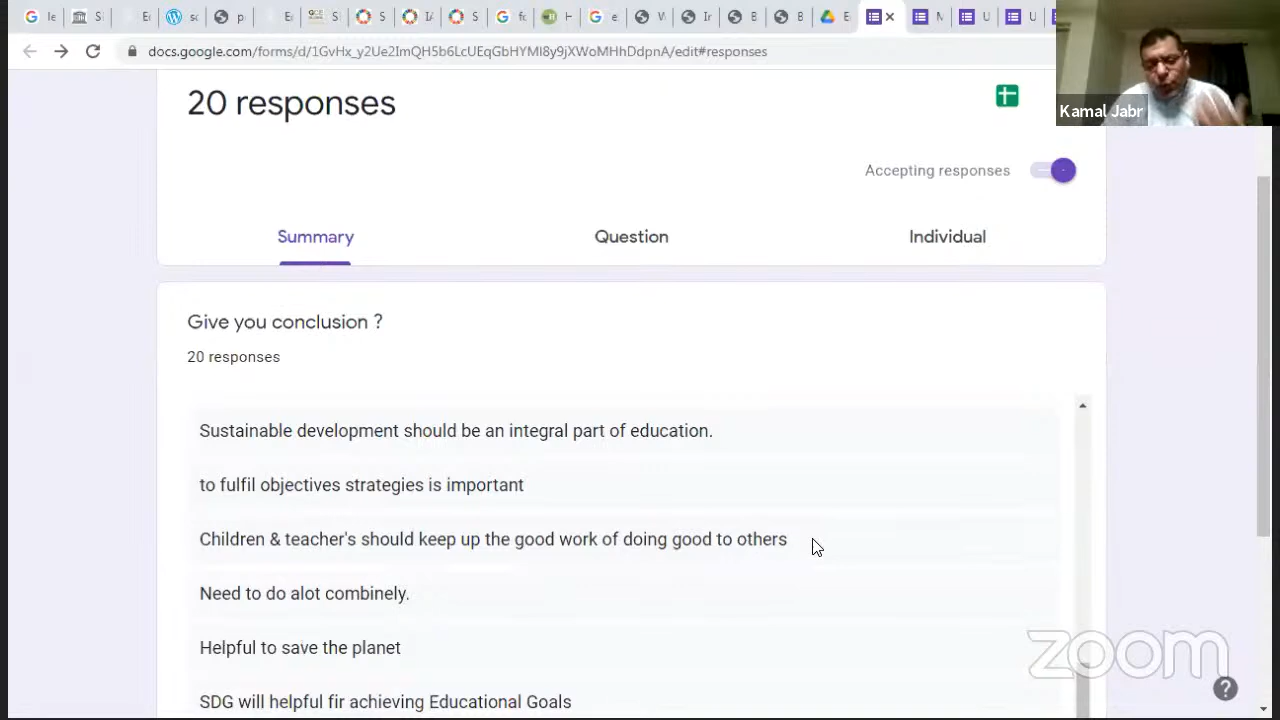 docs.google.com/forms/d/1GvHx_y2Ue2ImQH5b6LcUEqGbHYMI8y9jXWoMHhDdpnA/edit#responses
Kamal Jabr
20 responses
Accepting responses
Summary
Question
Individual
Give you conclusion ?
20 responses
Sustainable development should be an integral part of education.
to fulfil objectives strategies is important
Children & teacher's should keep up the good work of doing good to others
Need to do alot combinely.
Helpful to save the planet
SDG will helpful fir achieving Educational Goals
zoom